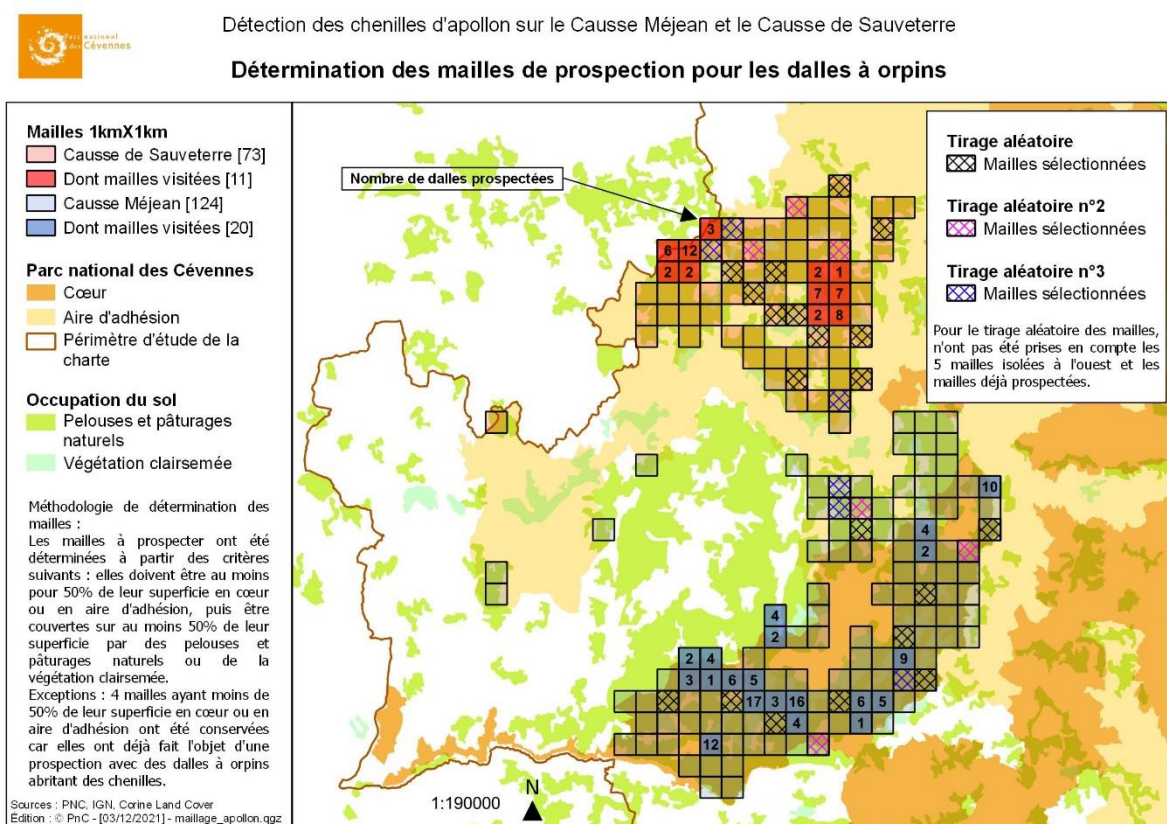 Parc national
des Cévennes
Détection des chenilles d'apollon sur le Causse Méjean et le Causse de Sauveterre
Détermination des mailles de prospection pour les dalles à orpins
Mailles 1kmX1km
Causse de Sauveterre [73]
Dont mailles visitées [11]
Causse Méjean [124]
Dont mailles visitées [20]
Parc national des Cévennes
Cœur
Aire d'adhésion
Périmètre d'étude de la
charte
Occupation du sol
Pelouses et pâturages
naturels
Végétation clairsemée
Méthodologie de détermination des
mailles :
Les mailles à prospecter ont été
déterminées à partir des critères
suivants : elles doivent être au moins
pour 50% de leur superficie en cœur
ou en aire d'adhésion, puis être
couvertes sur au moins 50% de leur
superficie par des pelouses et
pâturages naturels ou de la
végétation clairsemée.
Exceptions : 4 mailles ayant moins de
50% de leur superficie en cœur ou en
aire d'adhésion ont été conservées
car elles ont déjà fait l'objet d'une
prospection avec des dalles à orpins
abritant des chenilles.
Sources : PNC, IGN, Corine Land Cover
Édition : © PnC - [03/12/2021] - maillage_apollon.qgz
Nombre de dalles prospectées
3
6 12
2 2
2 1
7 7
2 8
10
4
2
4
2
2 4
9
3 1 6 5
17 3 16
6 5
4
1
12
1:190000
N
Tirage aléatoire
Mailles sélectionnées
Tirage aléatoire n°2
Mailles sélectionnées
Tirage aléatoire n°3
Mailles sélectionnées
Pour le tirage aléatoire des mailles,
n'ont pas été prises en compte les
5 mailles isolées à l'ouest et les
mailles déjà prospectées.